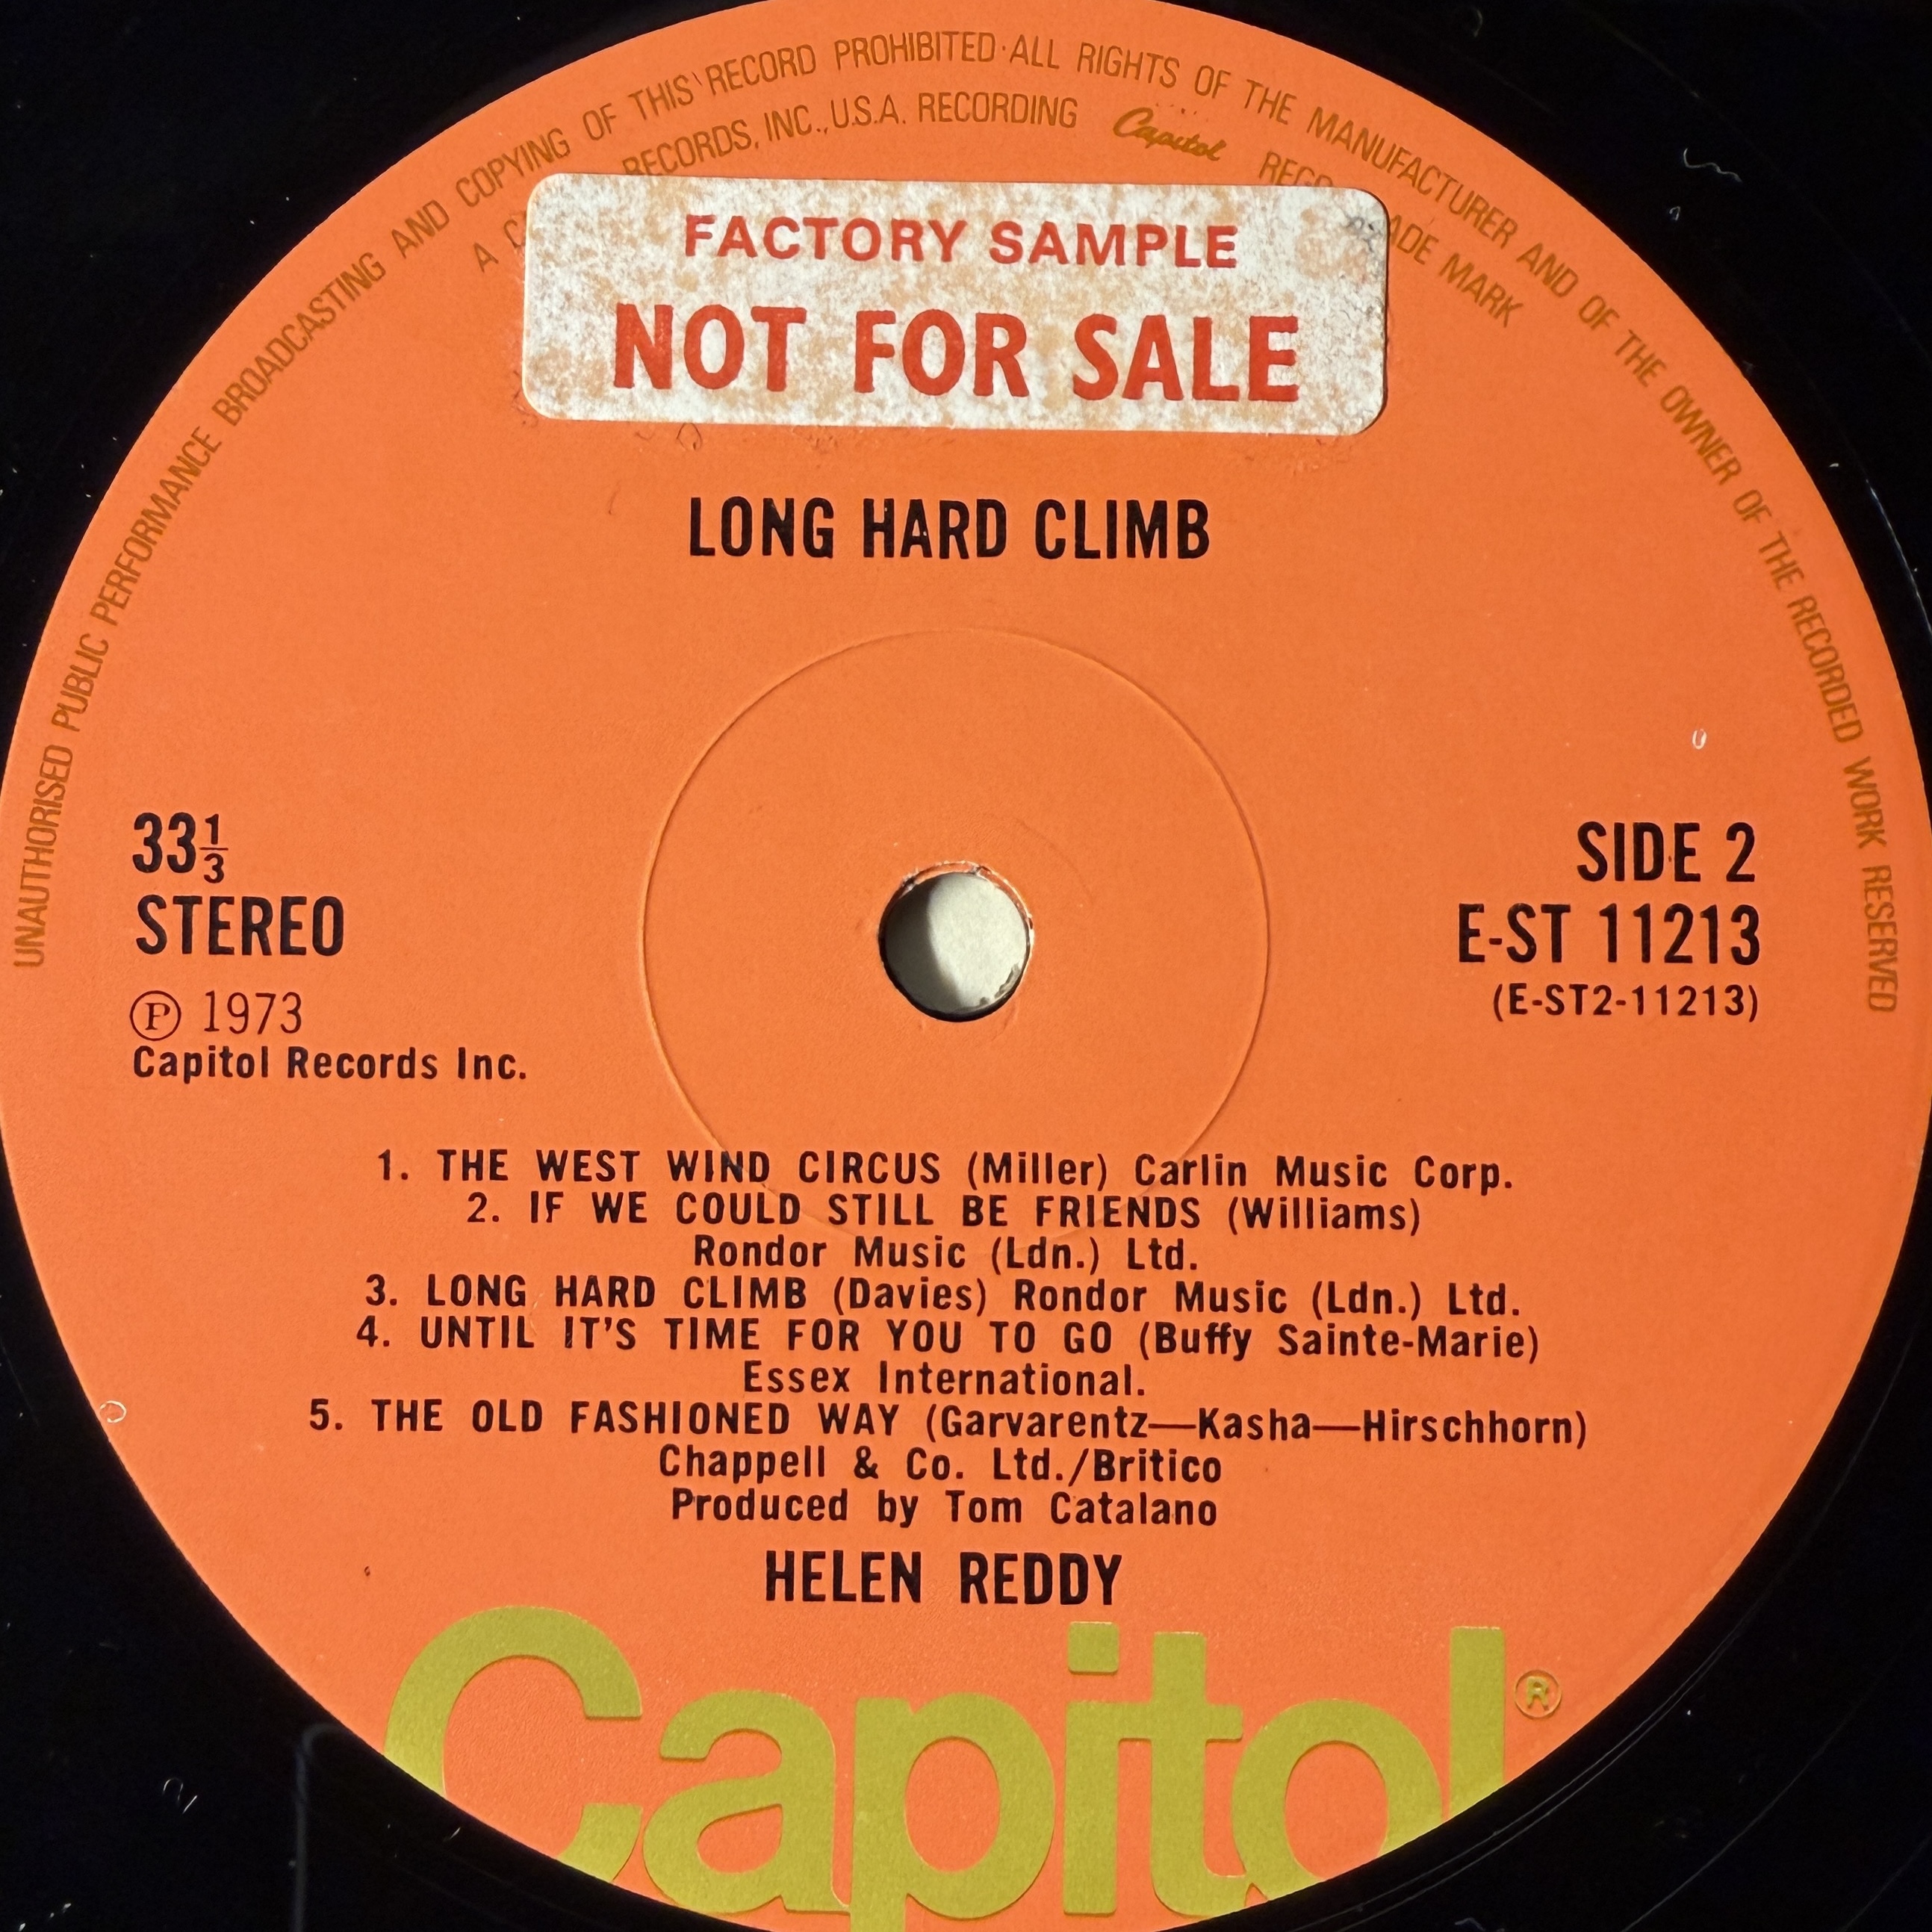 UNAUTHORISED PUBLIC PERFORMANCE BROADCASTING AND COPYING OF THIS RECORD PROHIBITED·ALL RIGHTS OF THE MANUFACTURER AND OF THE OWNER OF THE RECORDED WORK RESERVED
A RECORDS, INC., U.S.A. RECORDING Capitol MARK
FACTORY SAMPLE
NOT FOR SALE
LONG HARD CLIMB
33⅓
STEREO
℗ 1973
Capitol Records Inc.
SIDE 2
E-ST 11213
(E-ST2-11213)
1. THE WEST WIND CIRCUS (Miller) Carlin Music Corp.
2. IF WE COULD STILL BE FRIENDS (Williams)
Rondor Music (Ldn.) Ltd.
3. LONG HARD CLIMB (Davies) Rondor Music (Ldn.) Ltd.
4. UNTIL IT'S TIME FOR YOU TO GO (Buffy Sainte-Marie)
Essex International.
5. THE OLD FASHIONED WAY (Garvarentz—Kasha—Hirschhorn)
Chappell & Co. Ltd./Britico
Produced by Tom Catalano
HELEN REDDY
Capitol®